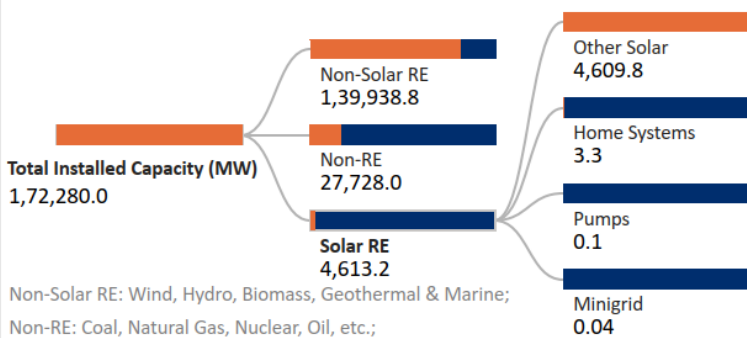 Total Installed Capacity (MW)
1,72,280.0
Non-Solar RE
1,39,938.8
Non-RE
27,728.0
Solar RE
4,613.2
Other Solar
4,609.8
Home Systems
3.3
Pumps
0.1
Minigrid
0.04
Non-Solar RE: Wind, Hydro, Biomass, Geothermal & Marine;
Non-RE: Coal, Natural Gas, Nuclear, Oil, etc.;